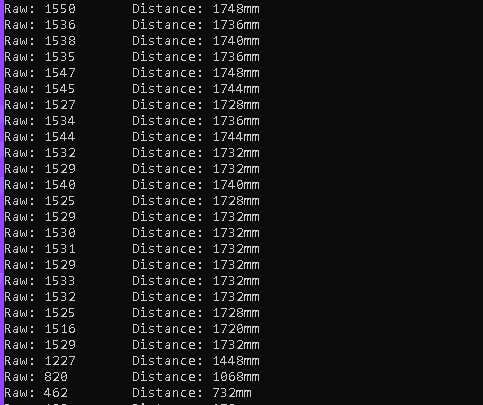 Raw: 1550 Distance: 1748mm
Raw: 1536 Distance: 1736mm
Raw: 1538 Distance: 1740mm
Raw: 1535 Distance: 1736mm
Raw: 1547 Distance: 1748mm
Raw: 1545 Distance: 1744mm
Raw: 1527 Distance: 1728mm
Raw: 1534 Distance: 1736mm
Raw: 1544 Distance: 1744mm
Raw: 1532 Distance: 1732mm
Raw: 1529 Distance: 1732mm
Raw: 1540 Distance: 1740mm
Raw: 1525 Distance: 1728mm
Raw: 1529 Distance: 1732mm
Raw: 1530 Distance: 1732mm
Raw: 1531 Distance: 1732mm
Raw: 1529 Distance: 1732mm
Raw: 1533 Distance: 1732mm
Raw: 1532 Distance: 1732mm
Raw: 1525 Distance: 1728mm
Raw: 1516 Distance: 1720mm
Raw: 1529 Distance: 1732mm
Raw: 1227 Distance: 1448mm
Raw: 820 Distance: 1068mm
Raw: 462 Distance: 732mm